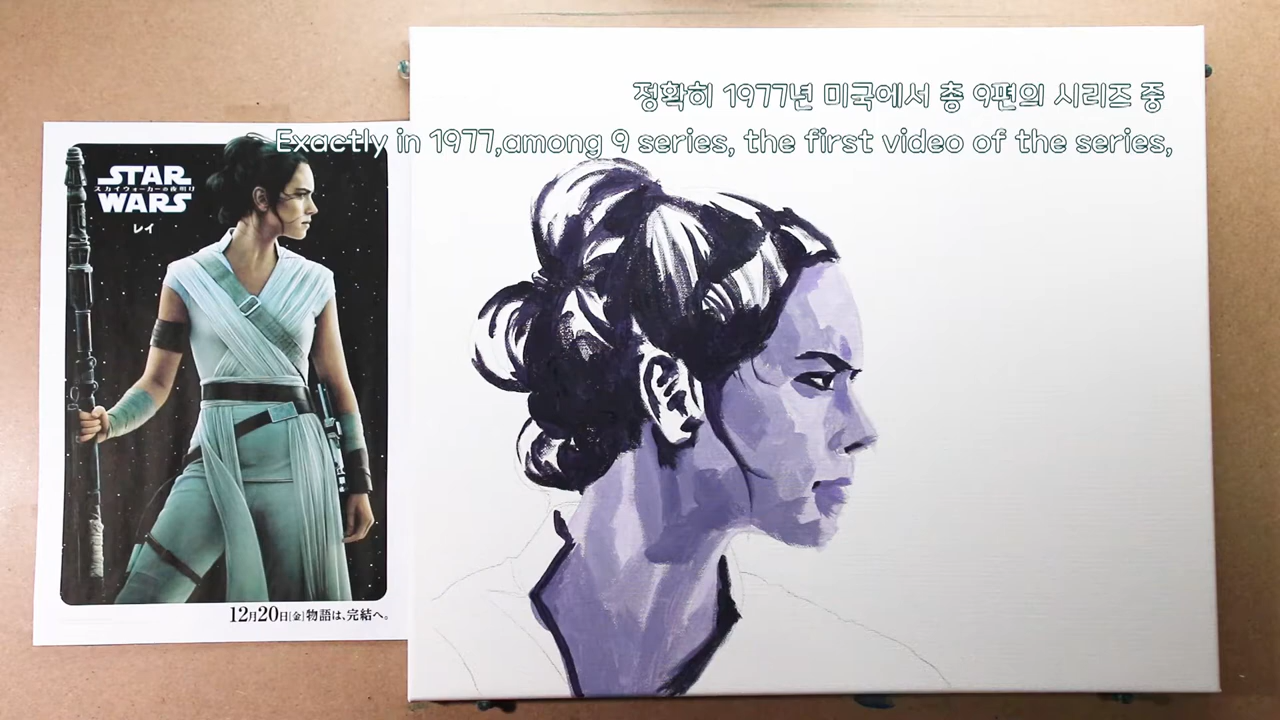 정확히 1977년 미국에서 총 9편의 시리즈 중
Exactly in 1977,among 9 series, the first video of the series,
STAR
スカイウォーカーの夜明け
WARS
レイ
12月20日[金]物語は、完結へ。